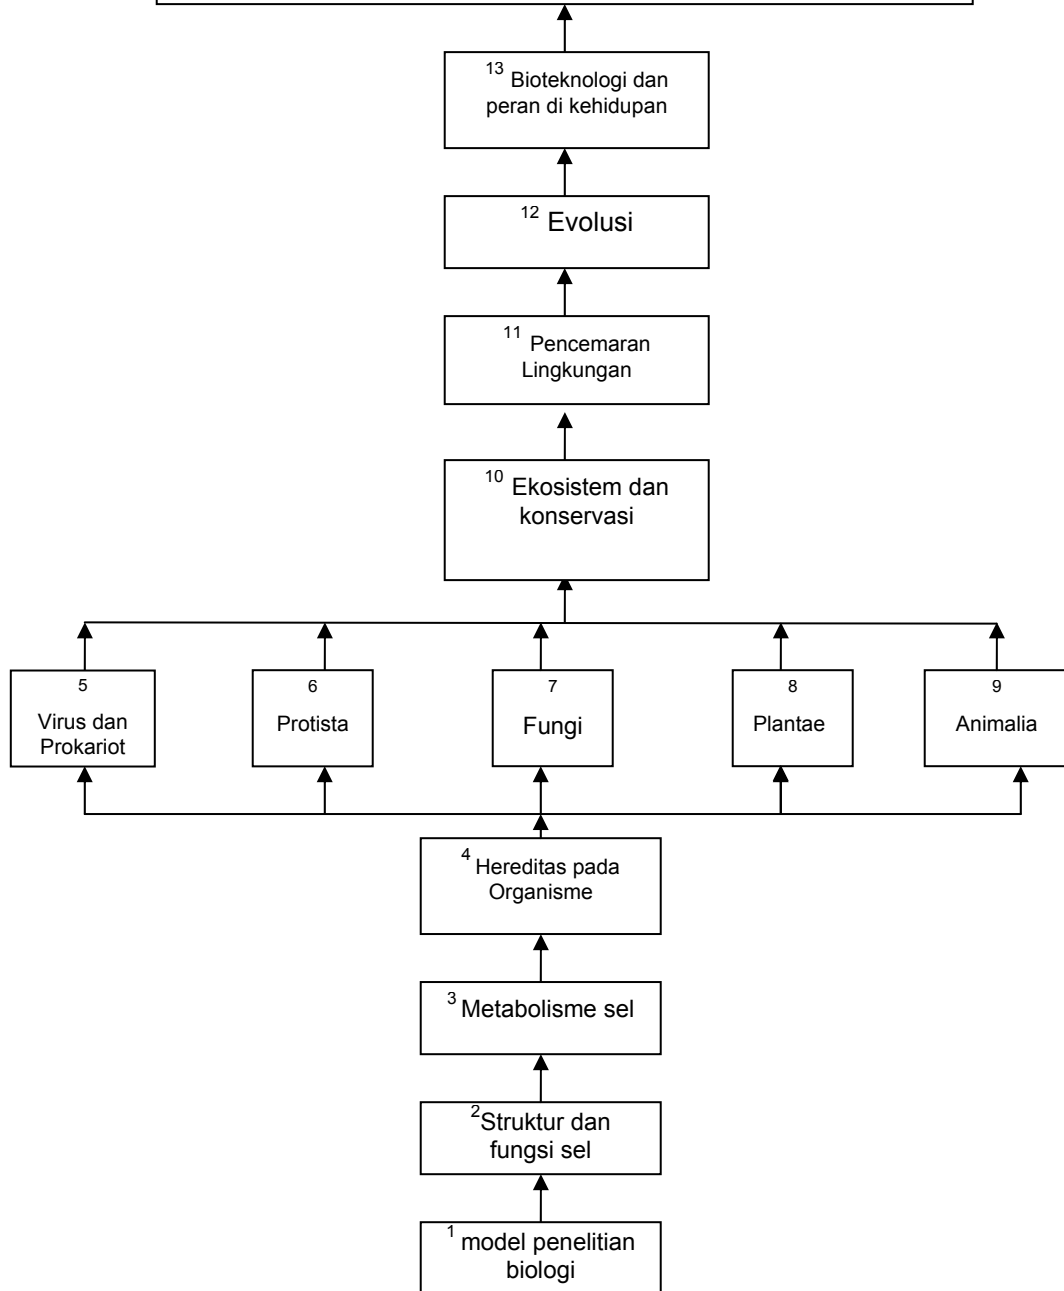 13 Bioteknologi dan
peran di kehidupan
12 Evolusi
11 Pencemaran
Lingkungan
10 Ekosistem dan
konservasi
5
Virus dan
Prokariot
6
Protista
7
Fungi
8
Plantae
9
Animalia
4 Hereditas pada
Organisme
3 Metabolisme sel
2Struktur dan
fungsi sel
1 model penelitian
biologi